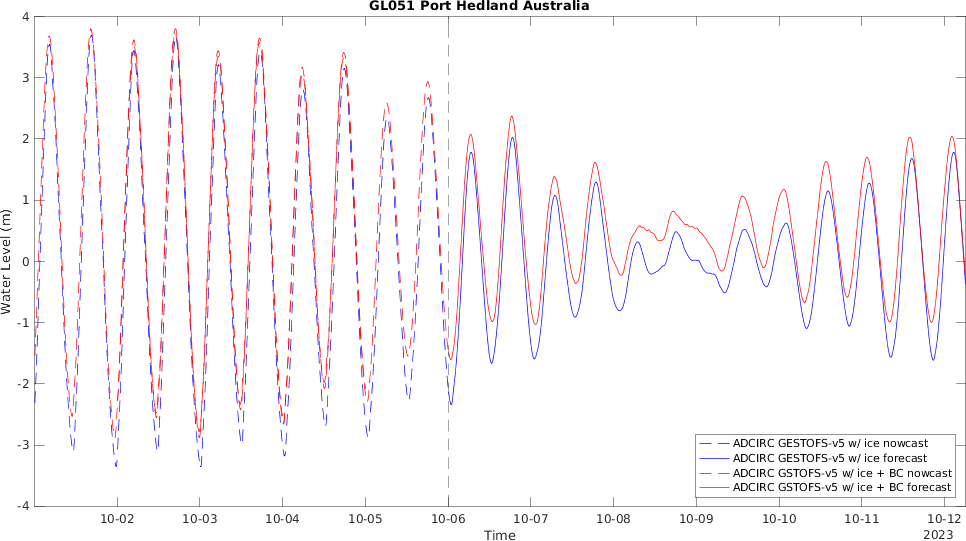 GL051 Port Hedland Australia
4
3
2
1
0
-1
-2
-3
-4
Water Level (m)
10-02 10-03 10-04 10-05 10-06 10-07 10-08 10-09 10-10 10-11 10-12
Time
2023
ADCIRC GESTOFS-v5 w/ ice nowcast
ADCIRC GESTOFS-v5 w/ ice forecast
ADCIRC GSTOFS-v5 w/ ice + BC nowcast
ADCIRC GSTOFS-v5 w/ ice + BC forecast